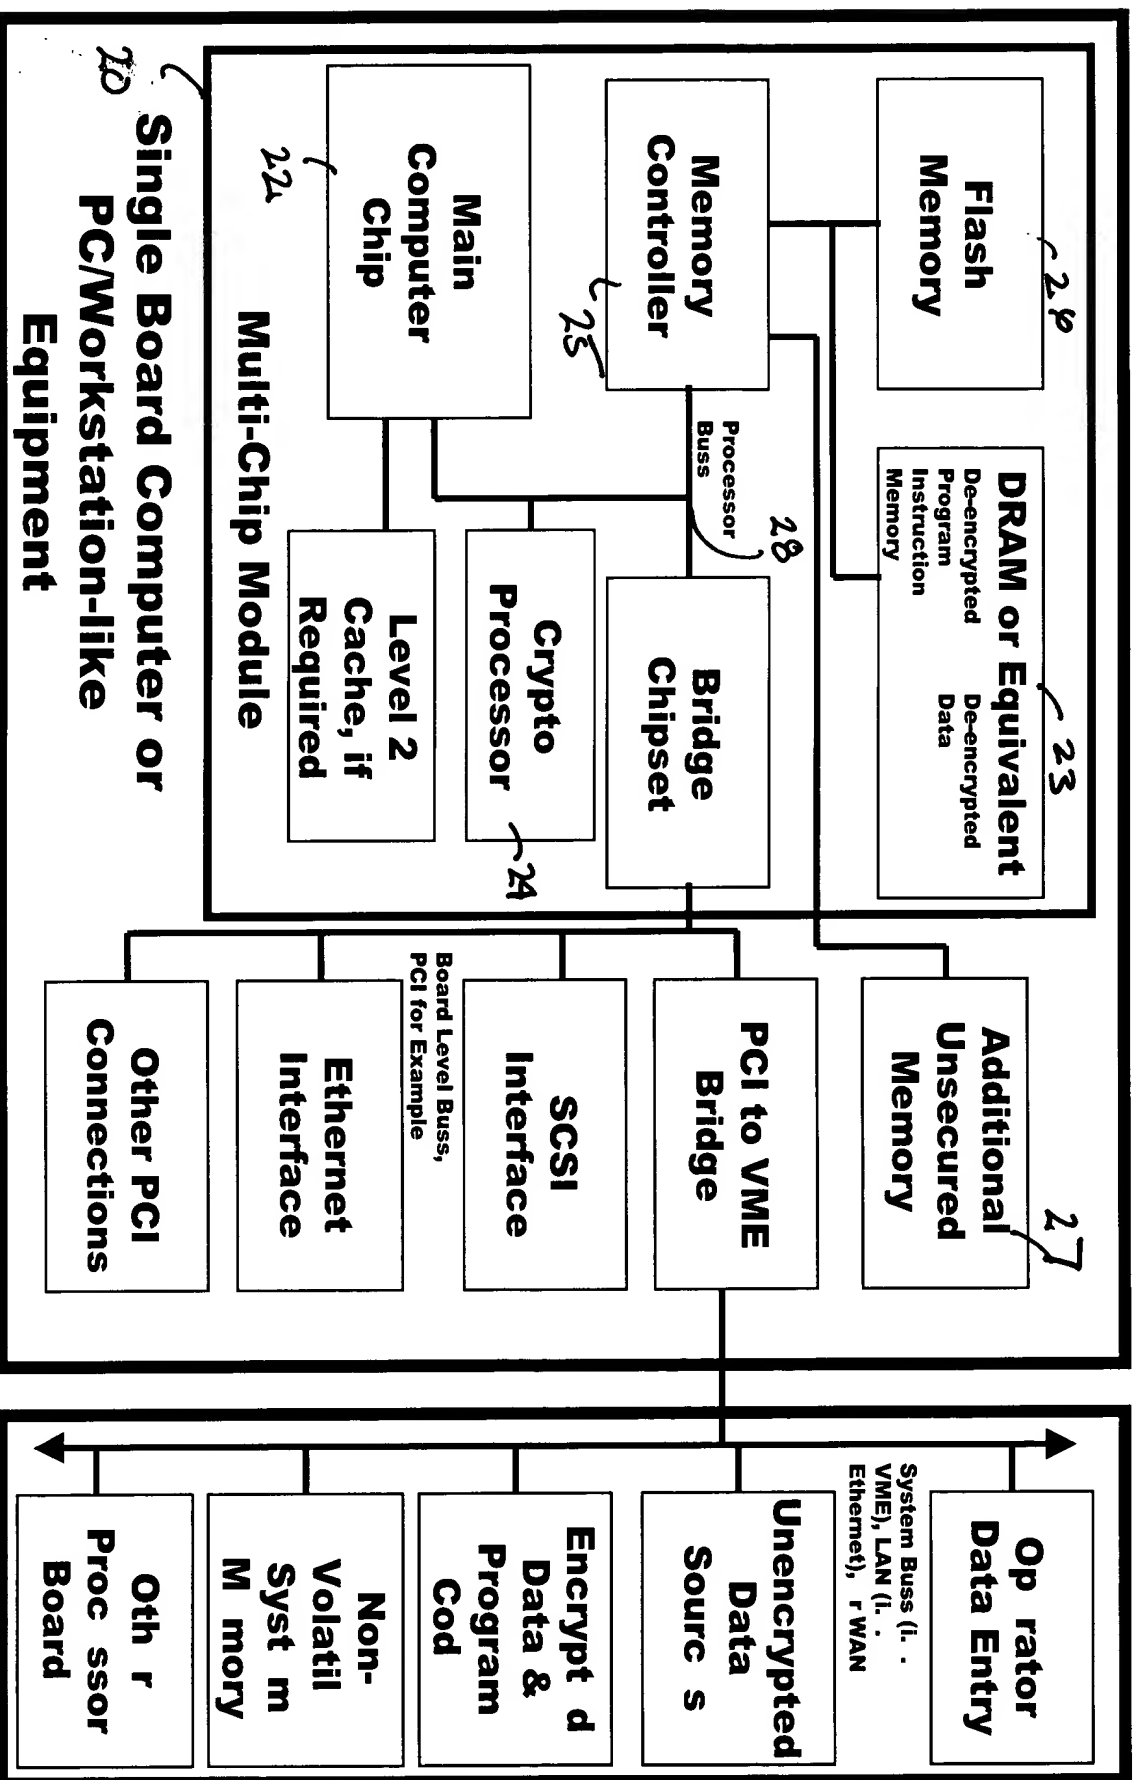 26
Flash
Memory
23
DRAM or Equivalent
De-encrypted
Program
Instruction
Memory
De-encrypted
Data
27
Additional
Unsecured
Memory
Op rator
Data Entry
System Buss (i. .
VME), LAN (i. .
Ethernet), r WAN
Memory
Controller
25
Processor
Buss
28
Bridge
Chipset
PCI to VME
Bridge
Unencrypted
Data
Sourc s
Main
Computer
Chip
22
Crypto
Processor
24
SCSI
Interface
Encrypt d
Data &
Program
Cod
Level 2
Cache, if
Required
Board Level Buss,
PCI for Example
Ethernet
Interface
Non-
Volatil
Syst m
M mory
Multi-Chip Module
Other PCI
Connections
Oth r
Proc ssor
Board
20
Single Board Computer or
PC/Workstation-like
Equipment